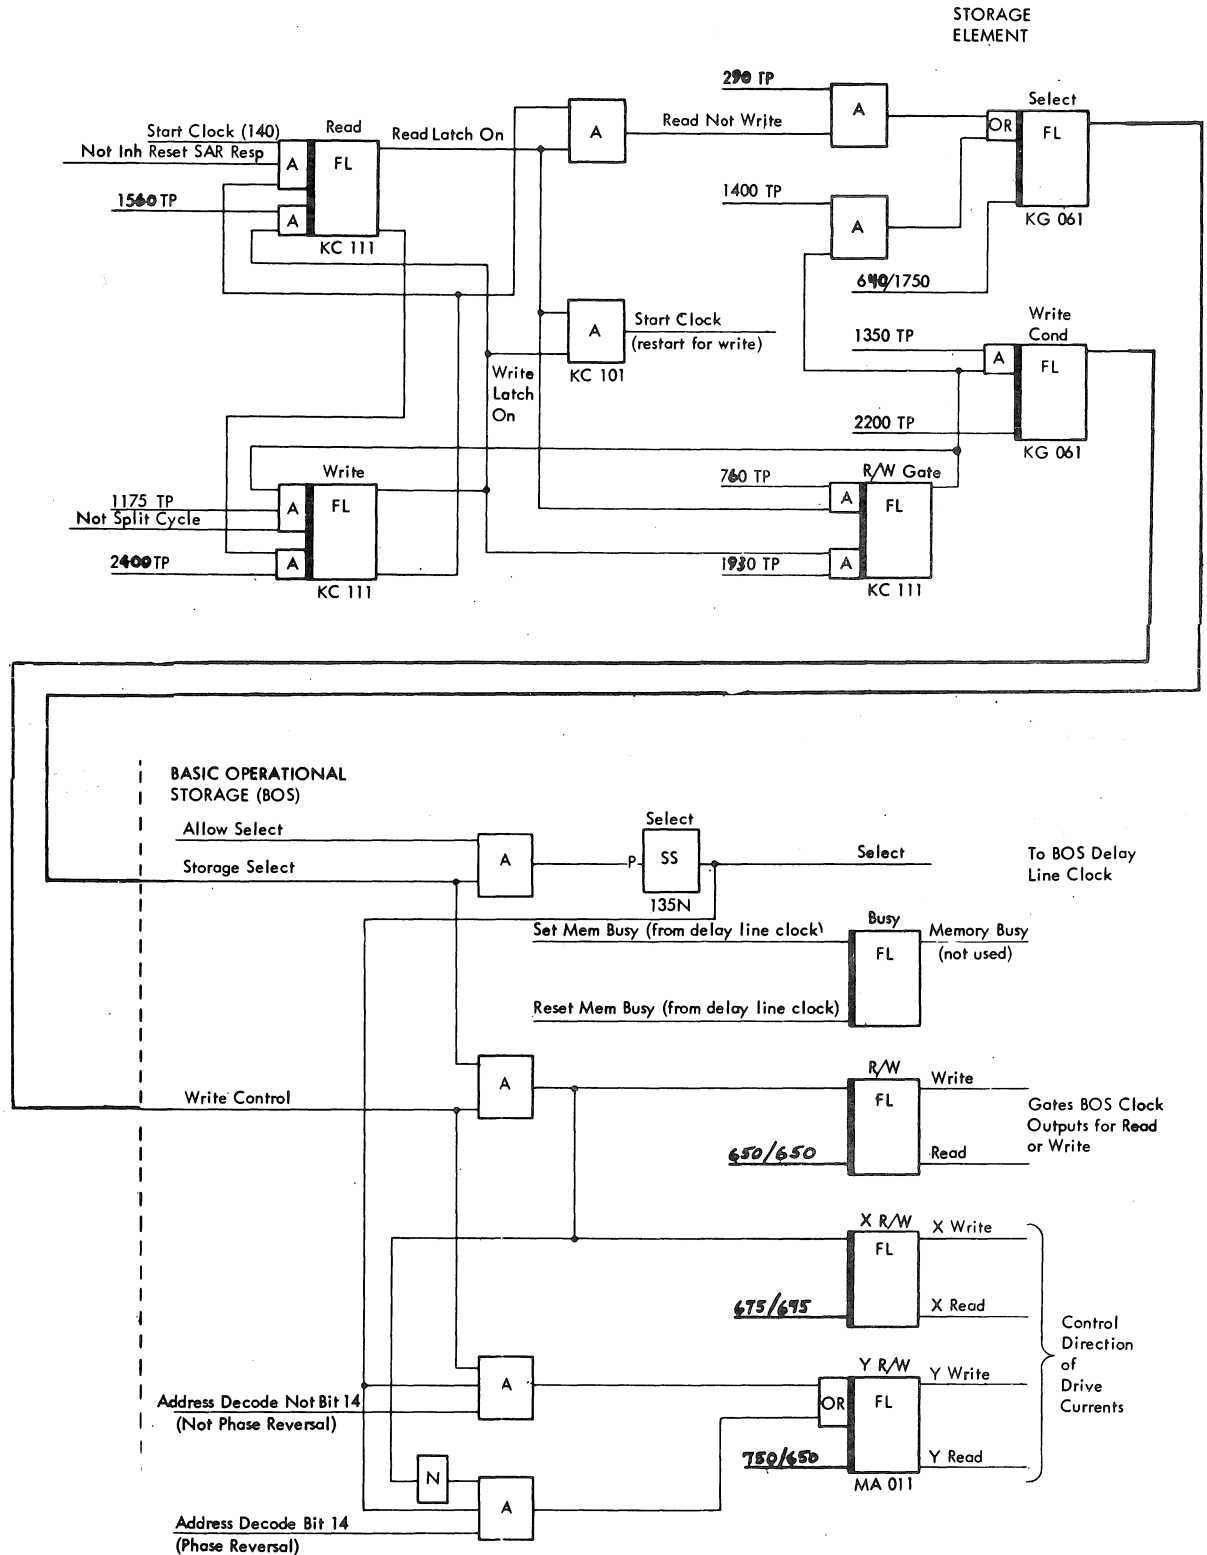 STORAGE
ELEMENT
290 TP
A
Select
OR
FL
KG 061
Start Clock (140)
Not Inh Reset SAR Resp
A
Read
FL
Read Latch On
A
Read Not Write
1560 TP
A
KC 111
1400 TP
A
640/1750
A
Start Clock
(restart for write)
KC 101
Write
Latch
On
Write
Cond
1350 TP
A
FL
2200 TP
KG 061
Write
1175 TP
Not Split Cycle
A
FL
2400 TP
A
KC 111
R/W Gate
760 TP
A
FL
1930 TP
A
KC 111
BASIC OPERATIONAL
STORAGE (BOS)
Allow Select
Storage Select
A
Select
P
SS
135N
Select
To BOS Delay
Line Clock
Set Mem Busy (from delay line clock)
Busy
FL
Memory Busy
(not used)
Reset Mem Busy (from delay line clock)
Write Control
A
R/W
FL
Write
650/650
Read
Gates BOS Clock
Outputs for Read
or Write
X R/W
FL
X Write
X Read
Control
Direction
of
Drive
Currents
Address Decode Not Bit 14
(Not Phase Reversal)
A
Y R/W
OR
FL
Y Write
750/650
Y Read
MA 011
N
A
Address Decode Bit 14
(Phase Reversal)